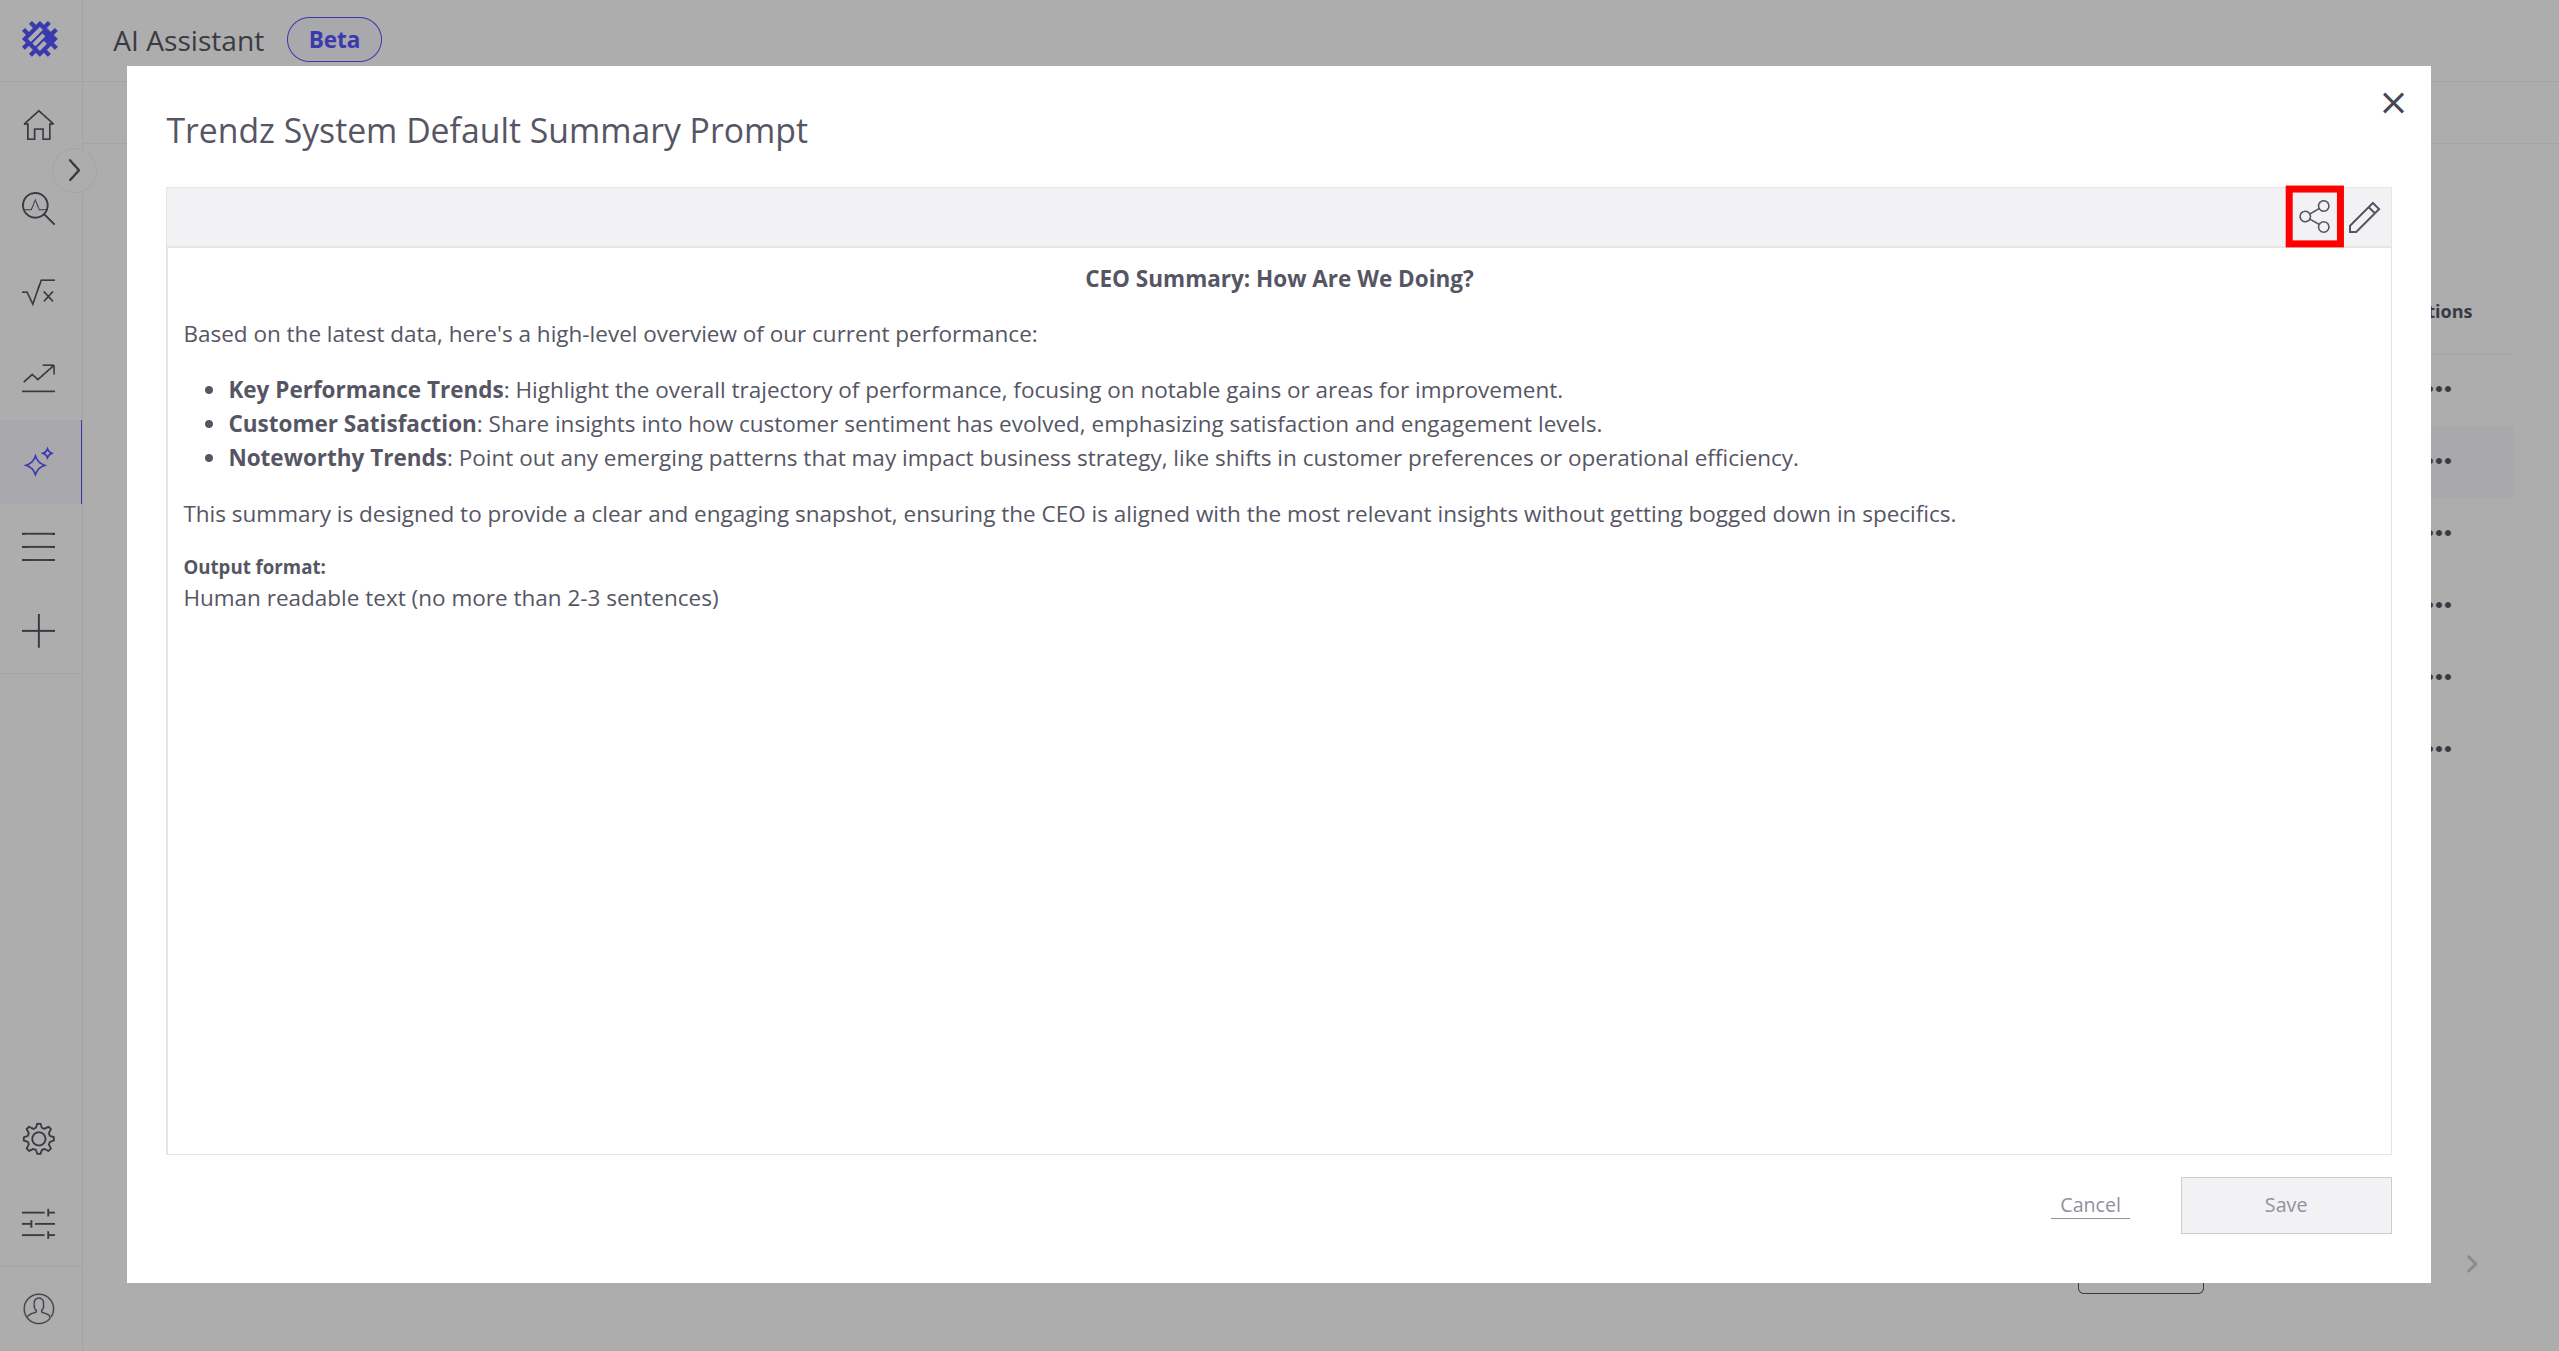 AI Assistant Beta
Trendz System Default Summary Prompt
CEO Summary: How Are We Doing?
Based on the latest data, here's a high-level overview of our current performance:
tions
• Key Performance Trends: Highlight the overall trajectory of performance, focusing on notable gains or areas for improvement.
• Customer Satisfaction: Share insights into how customer sentiment has evolved, emphasizing satisfaction and engagement levels.
• Noteworthy Trends: Point out any emerging patterns that may impact business strategy, like shifts in customer preferences or operational efficiency.
This summary is designed to provide a clear and engaging snapshot, ensuring the CEO is aligned with the most relevant insights without getting bogged down in specifics.
Output format:
Human readable text (no more than 2-3 sentences)
Cancel Save